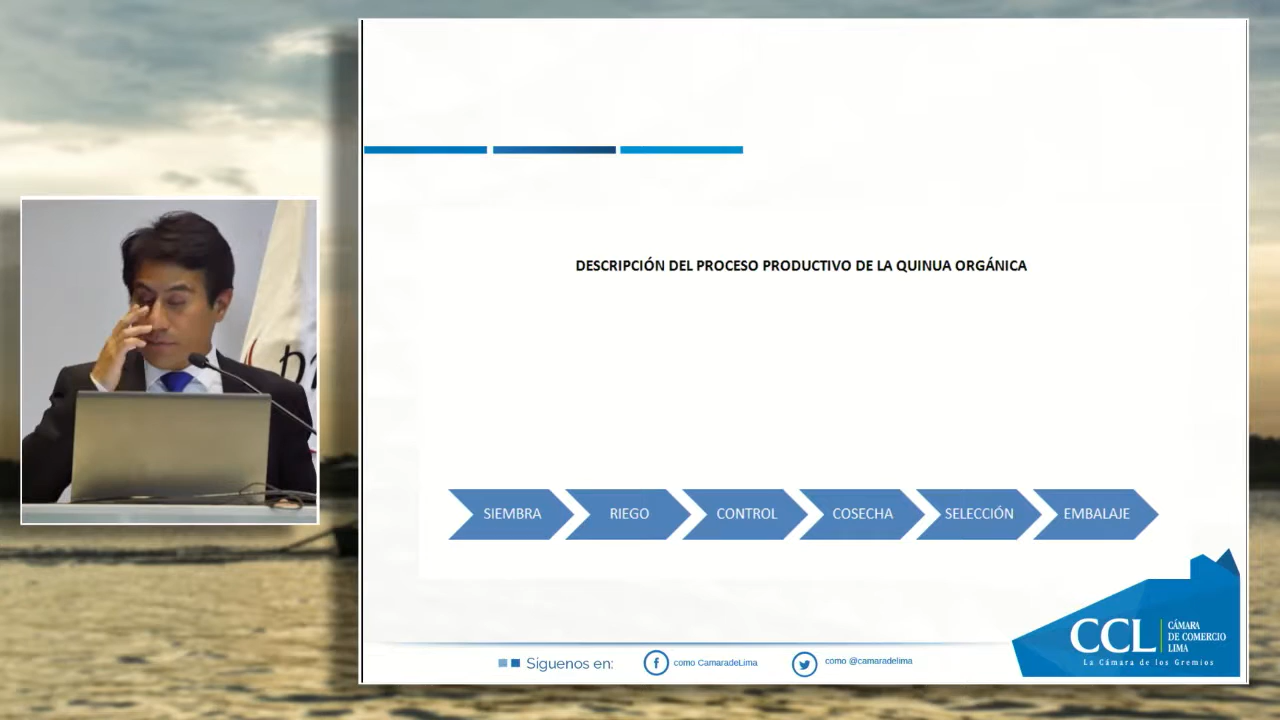 DESCRIPCIÓN DEL PROCESO PRODUCTIVO DE LA QUINUA ORGÁNICA
SIEMBRA
RIEGO
CONTROL
COSECHA
SELECCIÓN
EMBALAJE
Síguenos en:
como CamaradeLima
como @camaradelima
CCL
CÁMARA
DE COMERCIO
LIMA
La Cámara de los Gremios